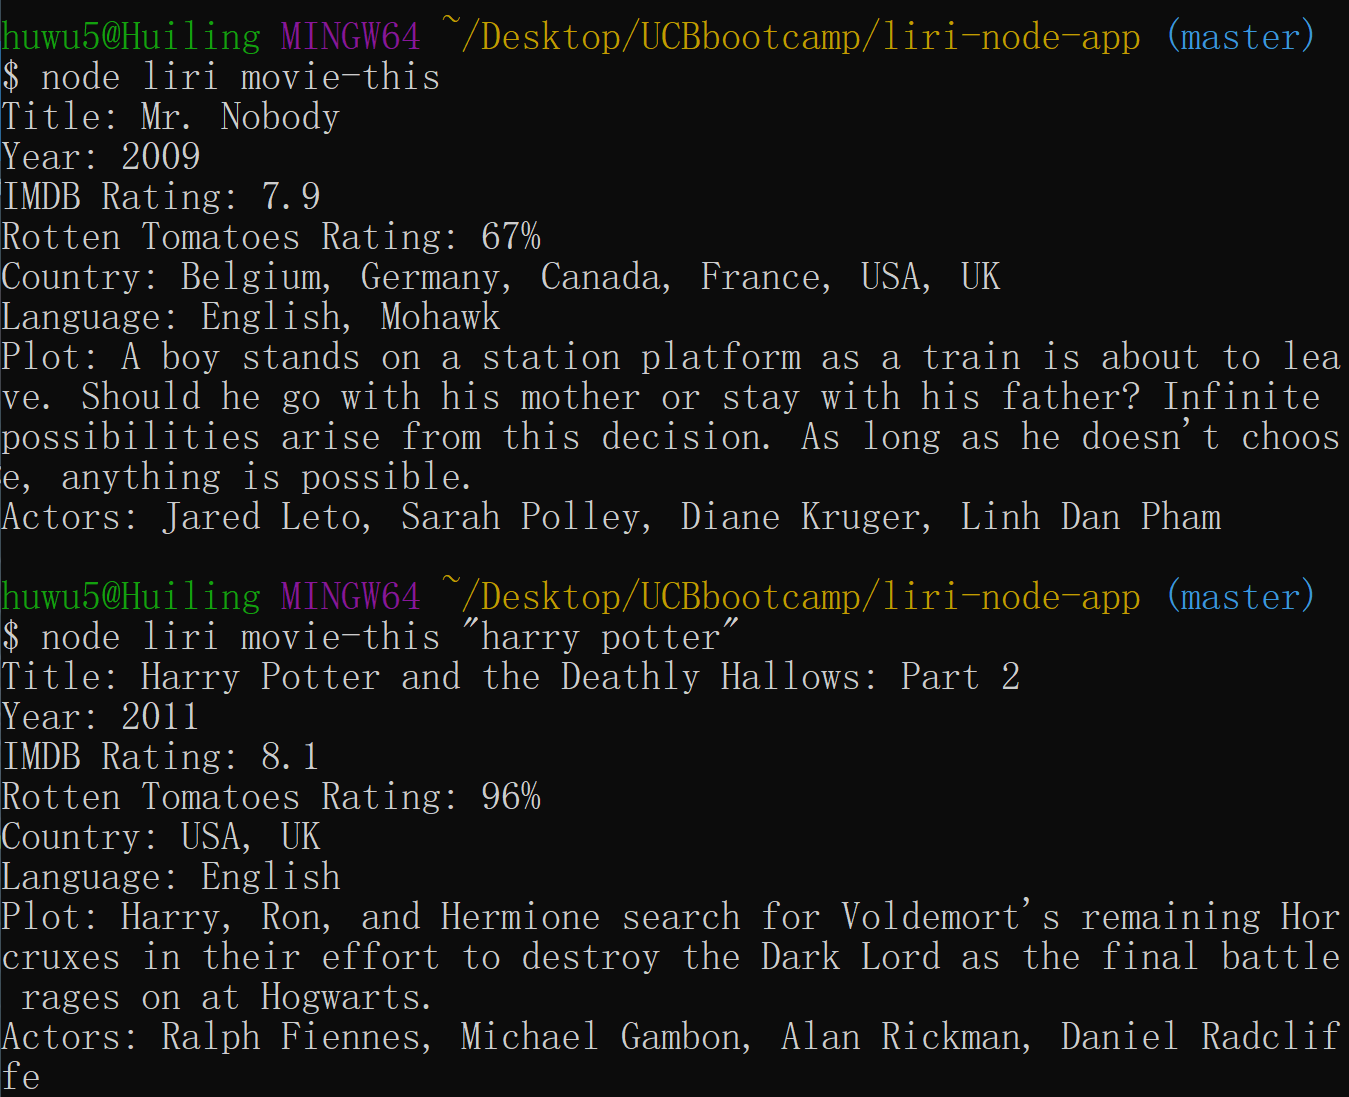 huwu5@Huiling MINGW64 ~/Desktop/UCBbootcamp/liri-node-app (master)
$ node liri movie-this
Title: Mr. Nobody
Year: 2009
IMDB Rating: 7.9
Rotten Tomatoes Rating: 67%
Country: Belgium, Germany, Canada, France, USA, UK
Language: English, Mohawk
Plot: A boy stands on a station platform as a train is about to lea
ve. Should he go with his mother or stay with his father? Infinite
possibilities arise from this decision. As long as he doesn't choos
e, anything is possible.
Actors: Jared Leto, Sarah Polley, Diane Kruger, Linh Dan Pham

huwu5@Huiling MINGW64 ~/Desktop/UCBbootcamp/liri-node-app (master)
$ node liri movie-this "harry potter"
Title: Harry Potter and the Deathly Hallows: Part 2
Year: 2011
IMDB Rating: 8.1
Rotten Tomatoes Rating: 96%
Country: USA, UK
Language: English
Plot: Harry, Ron, and Hermione search for Voldemort's remaining Hor
cruxes in their effort to destroy the Dark Lord as the final battle
 rages on at Hogwarts.
Actors: Ralph Fiennes, Michael Gambon, Alan Rickman, Daniel Radclif
fe